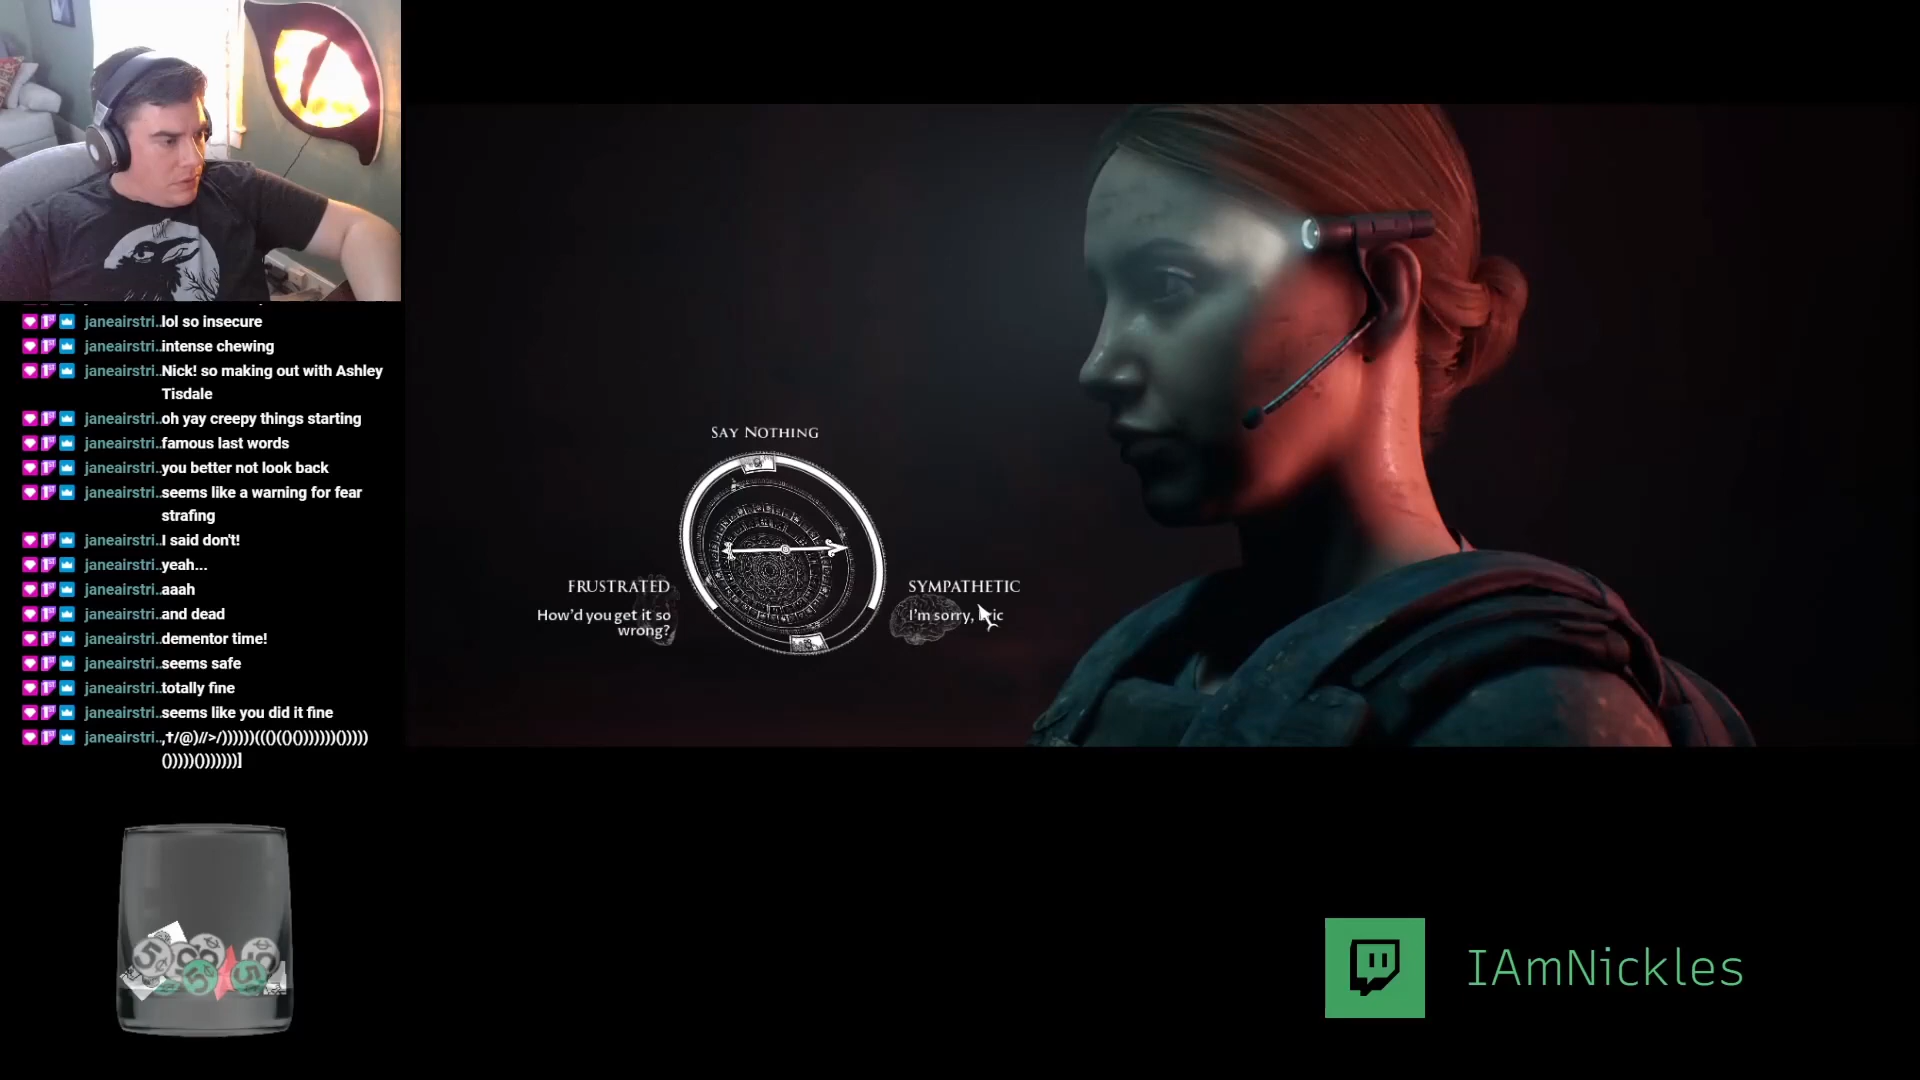 janeairstri..lol so insecure
janeairstri..intense chewing
janeairstri..Nick! so making out with Ashley
Tisdale
janeairstri..oh yay creepy things starting
janeairstri..famous last words
janeairstri..you better not look back
janeairstri..seems like a warning for fear
strafing
janeairstri..I said don't!
janeairstri..yeah...
janeairstri..aaah
janeairstri..and dead
janeairstri..dementor time!
janeairstri..seems safe
janeairstri..totally fine
janeairstri..seems like you did it fine
SAY NOTHING
FRUSTRATED
How'd you get it so
wrong?
SYMPATHETIC
I'm sorry,
IAmNickles